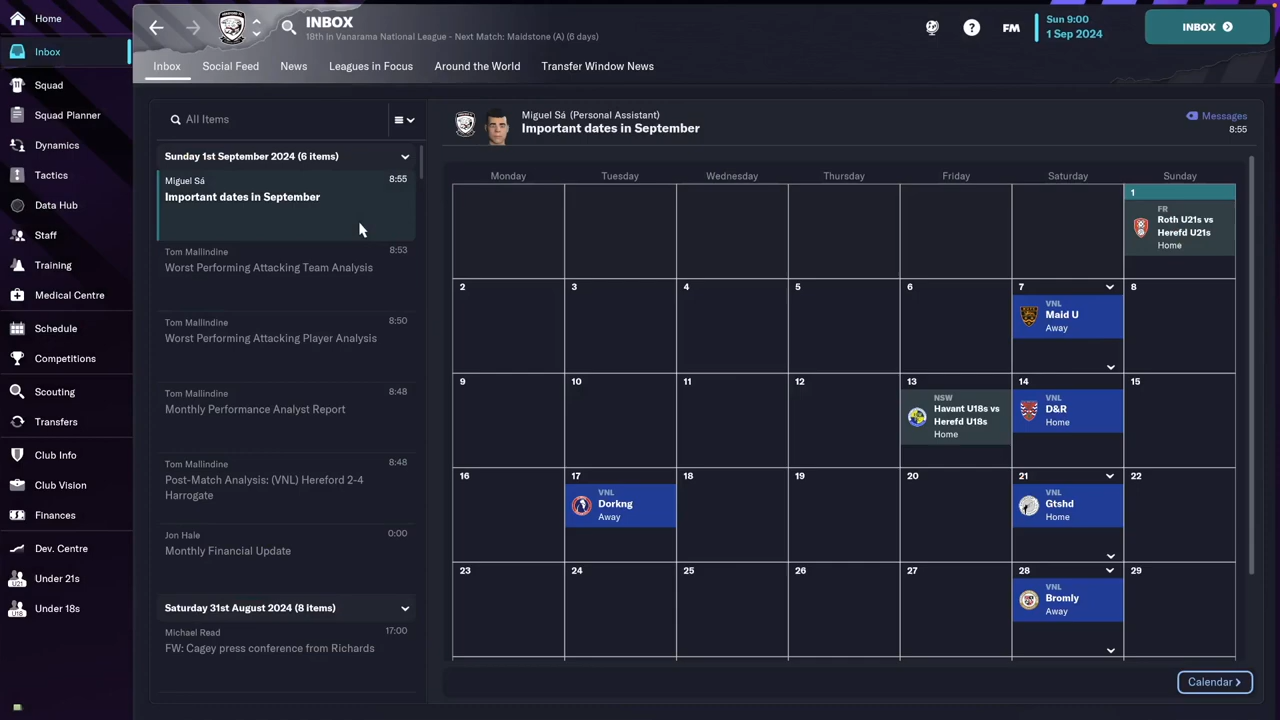 Home
INBOX
18th in Vanarama National League - Next Match: Maidstone (A) (6 days)
FM
Sun 9:00
1 Sep 2024
INBOX
Inbox
Squad
Squad Planner
Dynamics
Tactics
Data Hub
Staff
Training
Medical Centre
Schedule
Competitions
Scouting
Transfers
Club Info
Club Vision
Finances
Dev. Centre
U21
Under 21s
U18
Under 18s
Inbox
Social Feed
News
Leagues in Focus
Around the World
Transfer Window News
All Items
Sunday 1st September 2024 (6 items)
Miguel Sá
8:55
Important dates in September
Tom Mallindine
8:53
Worst Performing Attacking Team Analysis
Tom Mallindine
8:50
Worst Performing Attacking Player Analysis
Tom Mallindine
8:48
Monthly Performance Analyst Report
Tom Mallindine
8:48
Post-Match Analysis: (VNL) Hereford 2-4
Harrogate
Jon Hale
0:00
Monthly Financial Update
Saturday 31st August 2024 (8 items)
Michael Read
17:00
FW: Cagey press conference from Richards
Miguel Sá (Personal Assistant)
Important dates in September
Messages
8:55
Monday Tuesday Wednesday Thursday Friday Saturday Sunday
1
FR
Roth U21s vs
Herefd U21s
Home
2 3 4 5 6 7 8
VNL
Maid U
Away
9 10 11 12 13 14 15
NSW
Havant U18s vs
Herefd U18s
Home
VNL
D&R
Home
16 17 18 19 20 21 22
VNL
Dorkng
Away
VNL
Gtshd
Home
23 24 25 26 27 28 29
VNL
Bromly
Away
Calendar